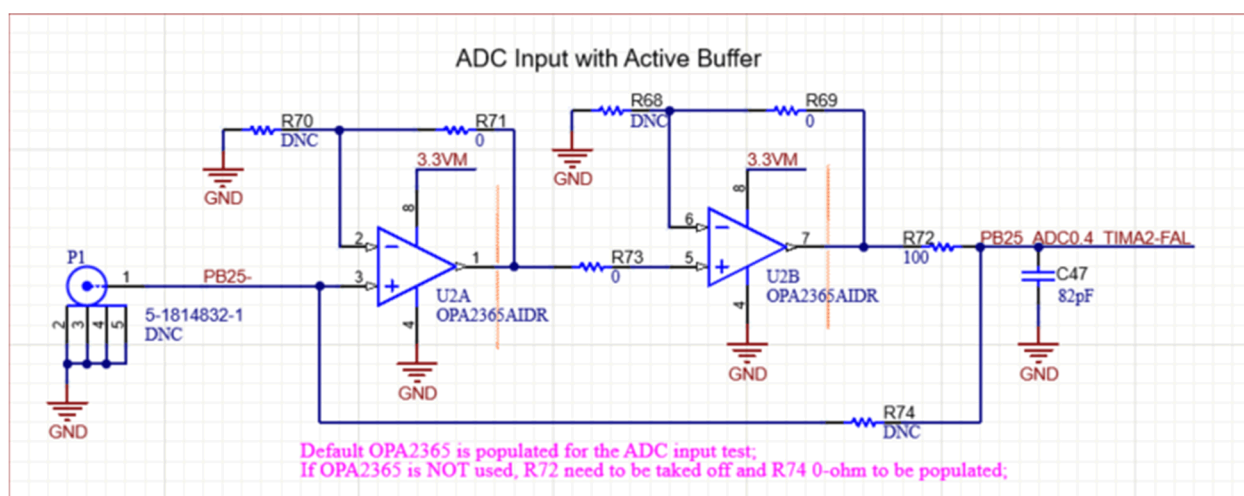 ADC Input with Active Buffer
R70
DNC
R71
0
R68
DNC
R69
0
3.3VM
3.3VM
GND
GND
8
8
2
1
3
4
6
7
5
4
P1
1
PB25-
2
3
4
5
5-1814832-1
DNC
U2A
OPA2365AIDR
R73
0
U2B
OPA2365AIDR
R72
100
PB25_ADC0.4_TIMA2-FAL
C47
82pF
GND
GND
GND
GND
R74
DNC
Default OPA2365 is populated for the ADC input test;
If OPA2365 is NOT used, R72 need to be taked off and R74 0-ohm to be populated;